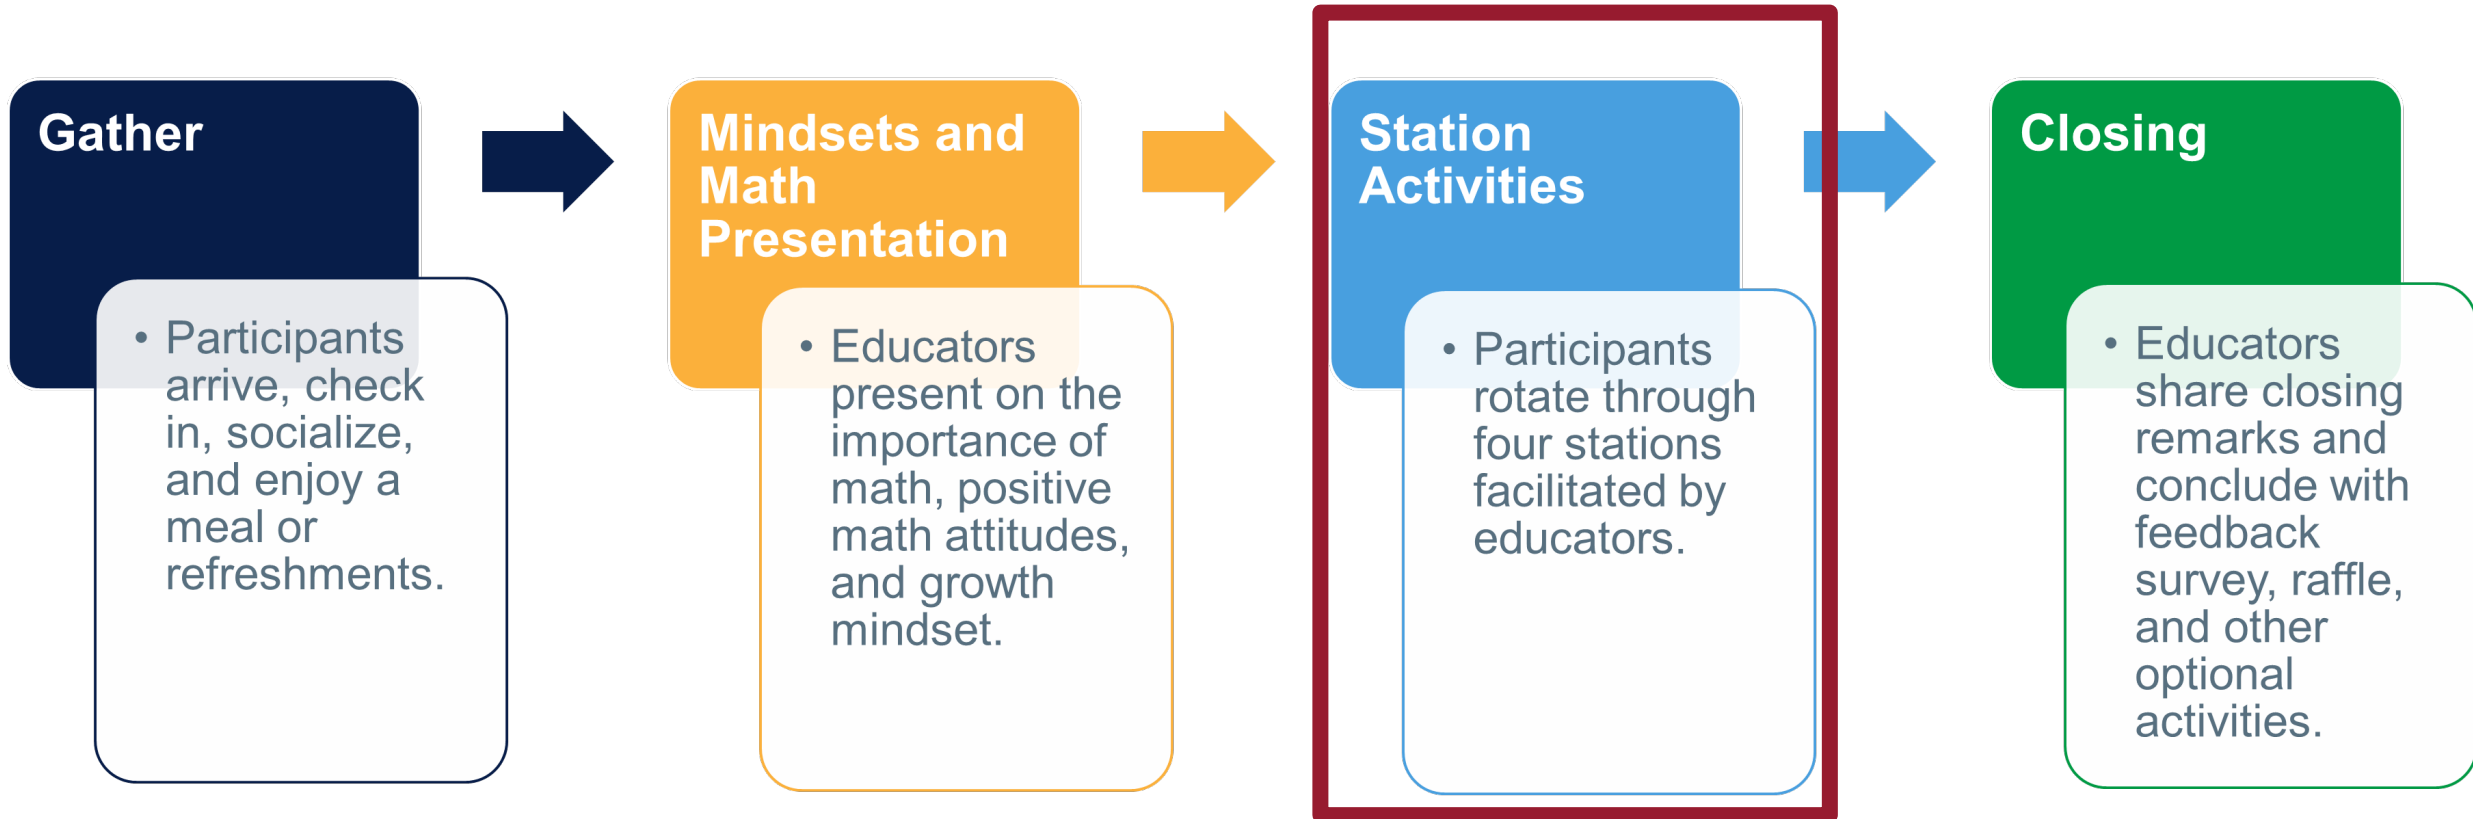 Gather
• Participants
arrive, check
in, socialize,
and enjoy a
meal or
refreshments.
Mindsets and
Math
Presentation
• Educators
present on the
importance of
math, positive
math attitudes,
and growth
mindset.
Station
Activities
• Participants
rotate through
four stations
facilitated by
educators.
Closing
• Educators
share closing
remarks and
conclude with
feedback
survey, raffle,
and other
optional
activities.